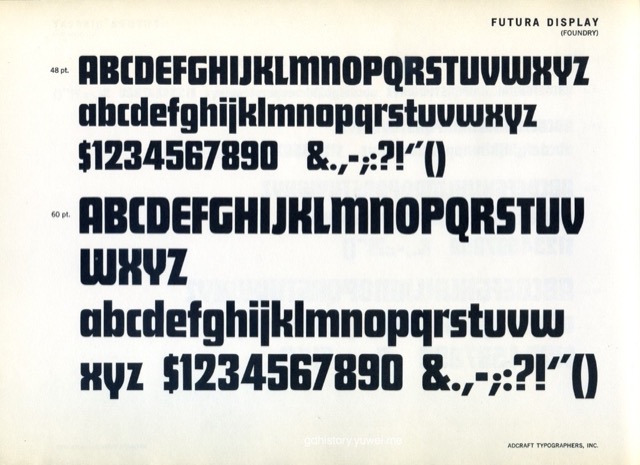 FUTURA DISPLAY
(FOUNDRY)
48 pt. ABCDEFGHIJKLMNOPQRSTUVWXYZ
abcdefghijklmnopqrstuvwxyz
$1234567890 &.,-;:?!‘’()
60 pt. ABCDEFGHIJKLMNOPQRSTUV
WXYZ
abcdefghijklmnopqrstuvw
xyz $1234567890 &.,-;:?!‘’()
ADCRAFT TYPOGRAPHERS, INC.